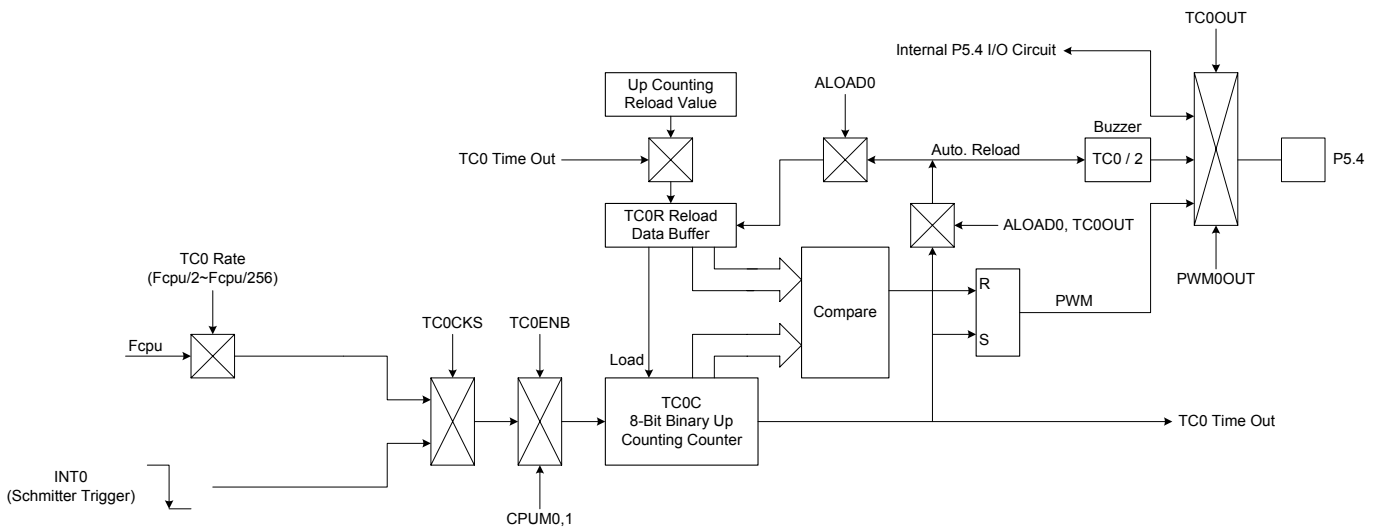 TC0OUT
Internal P5.4 I/O Circuit
Up Counting
Reload Value
ALOAD0
Buzzer
TC0 Time Out
Auto. Reload
TC0 / 2
P5.4
TC0R Reload
Data Buffer
ALOAD0, TC0OUT
TC0 Rate
(Fcpu/2~Fcpu/256)
PWM0OUT
R
PWM
Compare
TC0CKS
TC0ENB
S
Fcpu
Load
TC0C
8-Bit Binary Up
Counting Counter
TC0 Time Out
INT0
(Schmitter Trigger)
CPUM0,1